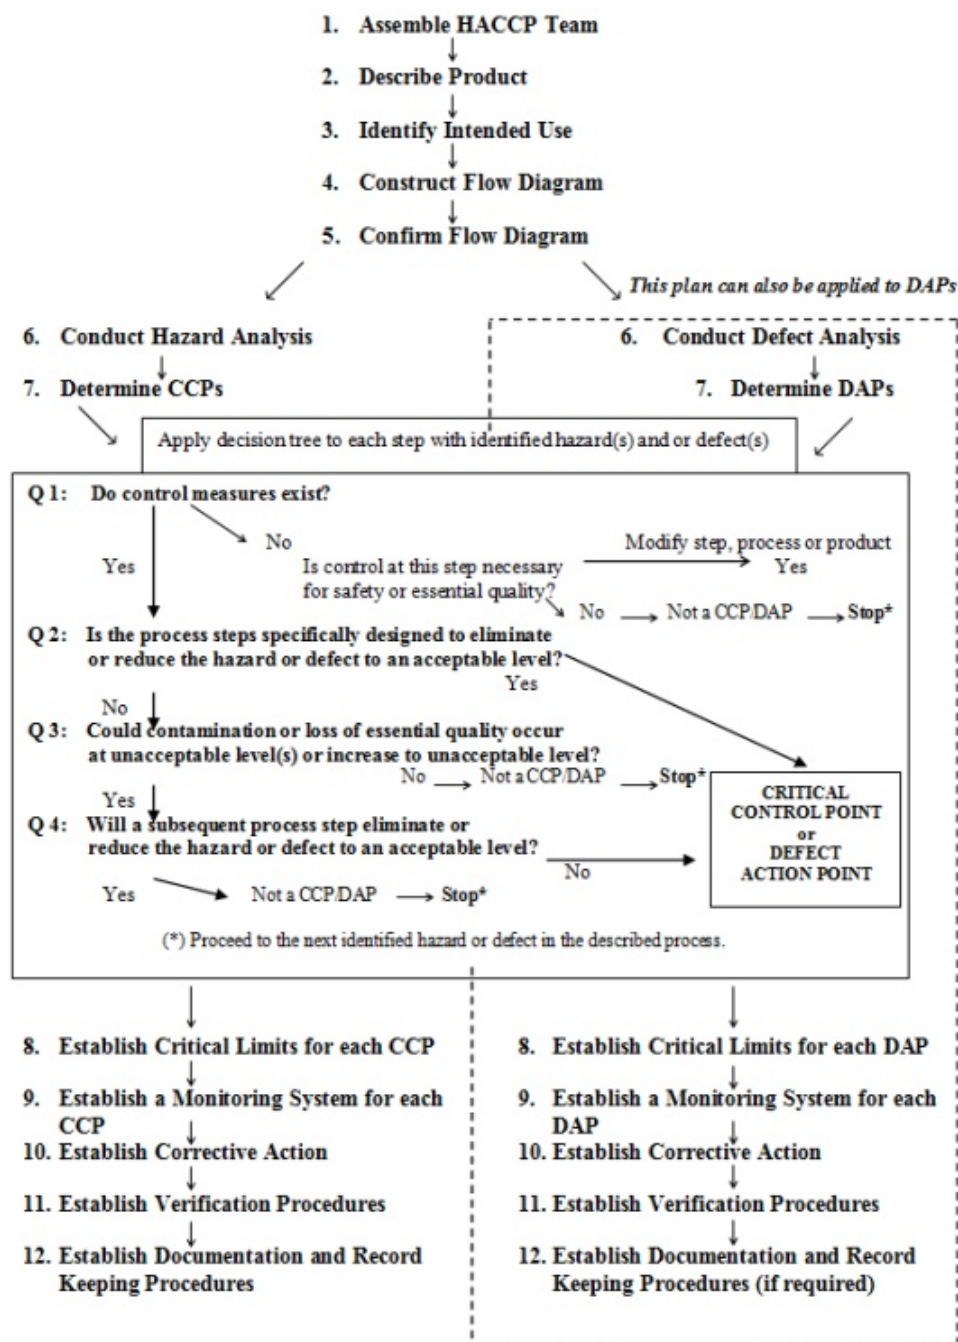 1. Assemble HACCP Team
2. Describe Product
3. Identify Intended Use
4. Construct Flow Diagram
5. Confirm Flow Diagram
This plan can also be applied to DAPs
6. Conduct Hazard Analysis
7. Determine CCPs
6. Conduct Defect Analysis
7. Determine DAPs
Apply decision tree to each step with identified hazard(s) and or defect(s)
Q 1: Do control measures exist?
Yes
No
Is control at this step necessary
for safety or essential quality?
Modify step, process or product
Yes
No
Not a CCP/DAP
Stop*
Q 2: Is the process steps specifically designed to eliminate
or reduce the hazard or defect to an acceptable level?
Yes
No
Q 3: Could contamination or loss of essential quality occur
at unacceptable level(s) or increase to unacceptable level?
No
Not a CCP/DAP
Stop*
Yes
Q 4: Will a subsequent process step eliminate or
reduce the hazard or defect to an acceptable level?
No
Yes
Not a CCP/DAP
Stop*
CRITICAL
CONTROL POINT
or
DEFECT
ACTION POINT
(*) Proceed to the next identified hazard or defect in the described process.
8. Establish Critical Limits for each CCP
9. Establish a Monitoring System for each
CCP
10. Establish Corrective Action
11. Establish Verification Procedures
12. Establish Documentation and Record
Keeping Procedures
8. Establish Critical Limits for each DAP
9. Establish a Monitoring System for each
DAP
10. Establish Corrective Action
11. Establish Verification Procedures
12. Establish Documentation and Record
Keeping Procedures (if required)